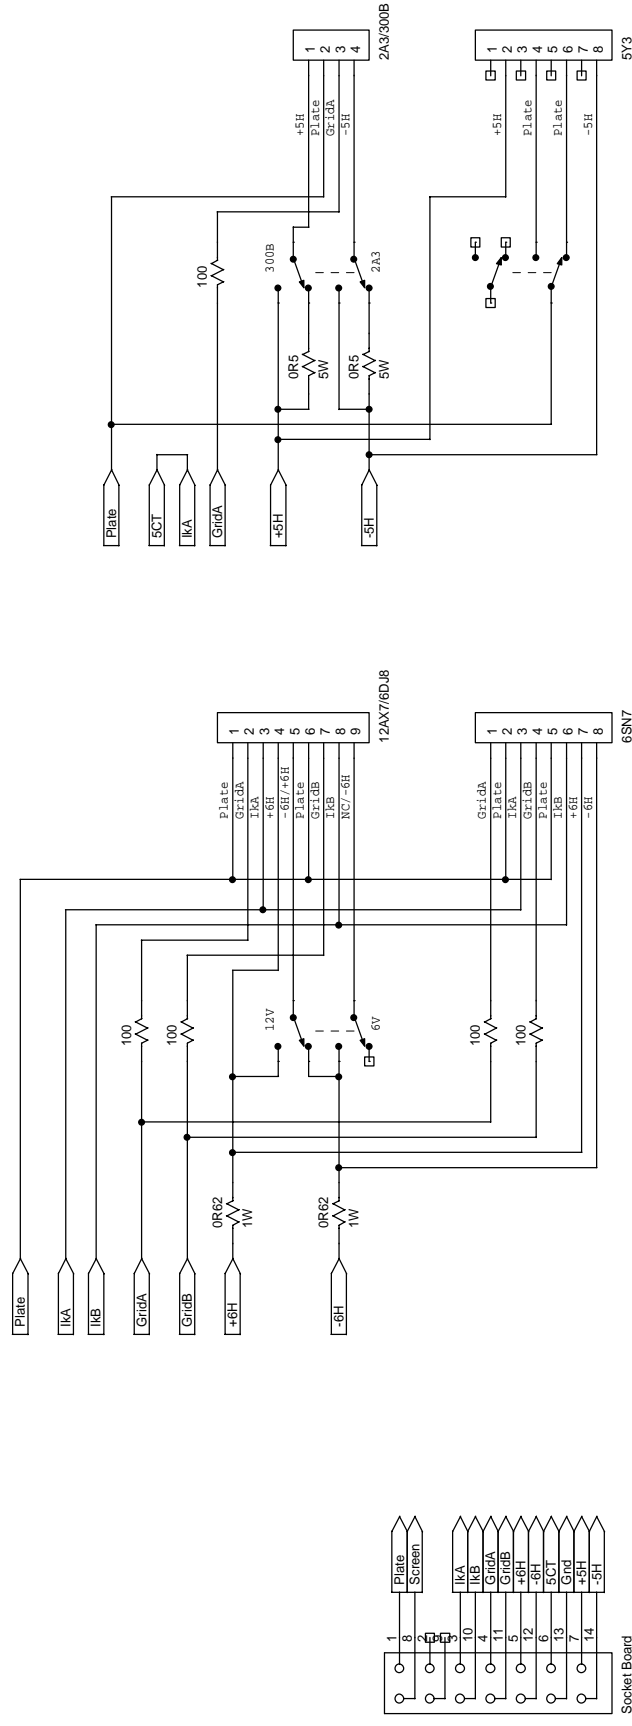 2A3/300B
1
2
3
4
+5H
Plate
GridA
-5H
300B
2A3
100
0R5
5W
0R5
5W
Plate
5CT
IkA
GridA
+5H
-5H
5Y3
1
2
3
4
5
6
7
8
+5H
Plate
Plate
-5H
12AX7/6DJ8
1
2
3
4
5
6
7
8
9
Plate
GridA
IkA
+6H
-6H/+6H
Plate
GridB
IkB
NC/-6H
12V
6V
100
100
0R62
1W
0R62
1W
Plate
IkA
IkB
GridA
GridB
+6H
-6H
6SN7
1
2
3
4
5
6
7
8
GridA
Plate
IkA
GridB
Plate
IkB
+6H
-6H
100
100
Socket Board
1
8
2
3
10
4
11
5
12
6
13
7
14
Plate
Screen
IkA
IkB
GridA
GridB
+6H
-6H
5CT
Gnd
+5H
-5H